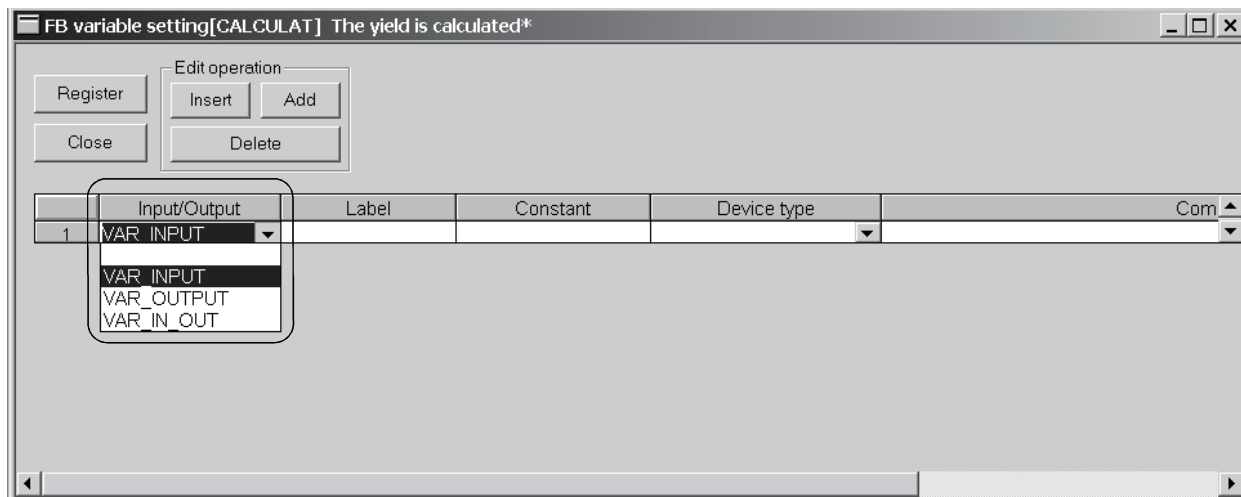 FB variable setting[CALCULAT]  The yield is calculated*
Edit operation
Register
Insert
Add
Close
Delete
Input/Output
Label
Constant
Device type
Com
1
VAR_INPUT
VAR_INPUT
VAR_OUTPUT
VAR_IN_OUT